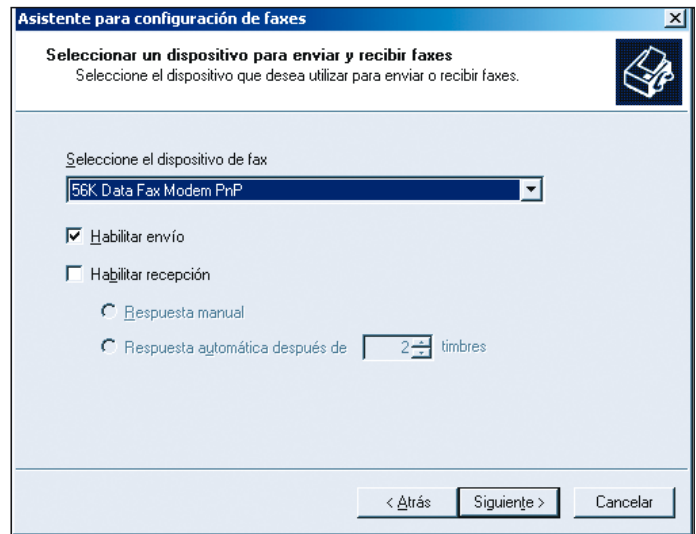 Asistente para configuración de faxes
Seleccionar un dispositivo para enviar y recibir faxes
Seleccione el dispositivo que desea utilizar para enviar o recibir faxes.
Seleccione el dispositivo de fax
56K Data Fax Modem PnP
Habilitar envío
Habilitar recepción
Respuesta manual
Respuesta automática después de 2 timbres
< Atrás Siguiente > Cancelar